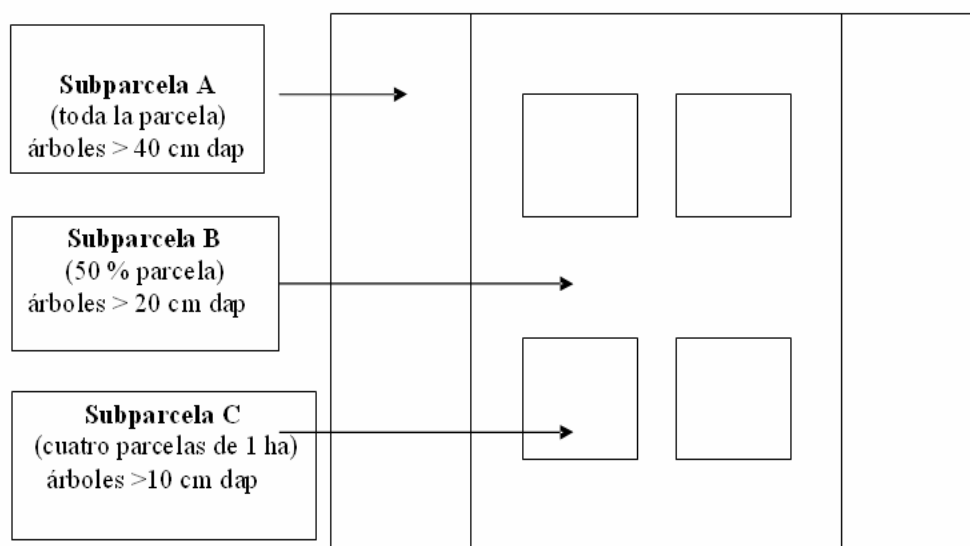 Subparcela A
(toda la parcela)
árboles > 40 cm dap
Subparcela B
(50 % parcela)
árboles > 20 cm dap
Subparcela C
(cuatro parcelas de 1 ha)
árboles >10 cm dap